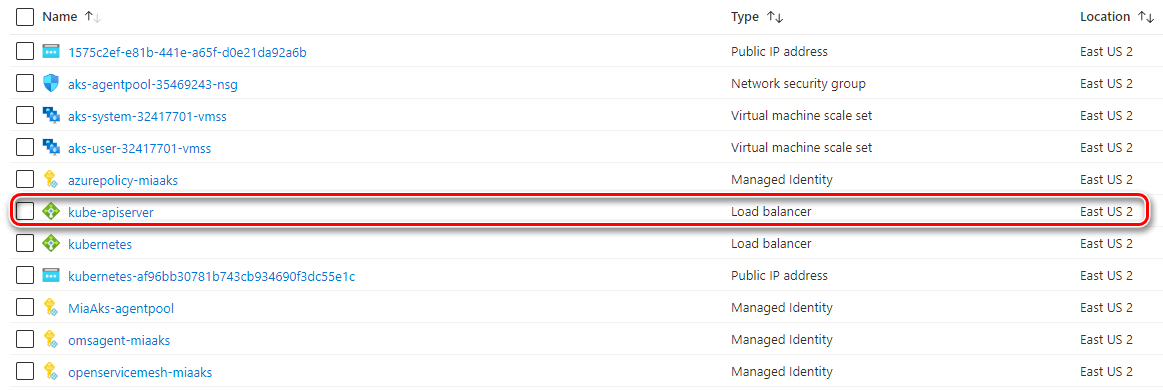 Name Type Location
1575c2ef-e81b-441e-a65f-d0e21da92a6b Public IP address East US 2
aks-agentpool-35469243-nsg Network security group East US 2
aks-system-32417701-vmss Virtual machine scale set East US 2
aks-user-32417701-vmss Virtual machine scale set East US 2
azurepolicy-miaaks Managed Identity East US 2
kube-apiserver Load balancer East US 2
kubernetes Load balancer East US 2
kubernetes-af96bb30781b743cb934690f3dc55e1c Public IP address East US 2
MiaAks-agentpool Managed Identity East US 2
omsagent-miaaks Managed Identity East US 2
openservicemesh-miaaks Managed Identity East US 2